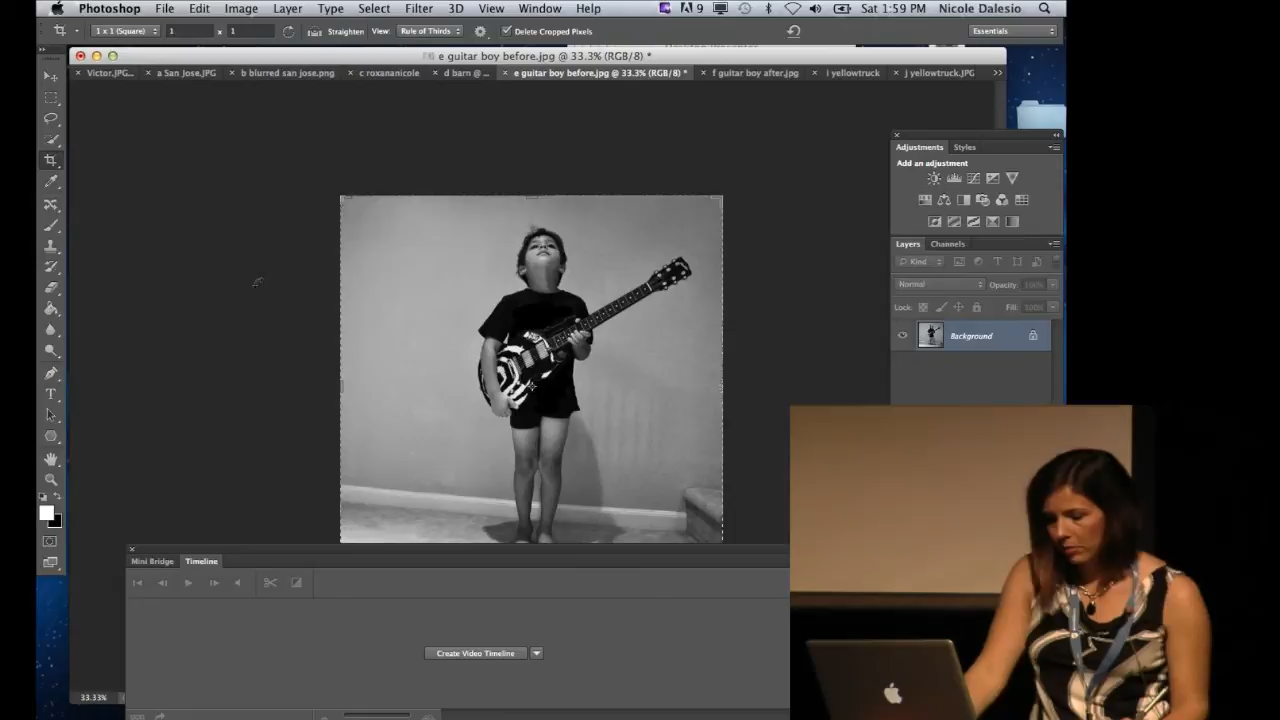 Photoshop File Edit Image Layer Type Select Filter 3D View Window Help 9 Sat 1:59 PM Nicole Dalesio
1 x 1 (Square) 1 x 1 Straighten View: Rule of Thirds Delete Cropped Pixels Essentials
e guitar boy before.jpg @ 33.3% (RGB/8) *
Victor.JPG... a San Jose.JPG b blurred san jose.png c roxananicole d barn @ ... e guitar boy before.jpg @ 33.3% (RGB/8) * f guitar boy after.jpg i yellowtruck j yellowtruck.JPG
Adjustments Styles
Add an adjustment
Layers Channels
Kind
Normal Opacity: 100%
Lock: Fill: 100%
Background
Mini Bridge Timeline
Create Video Timeline
33.33%